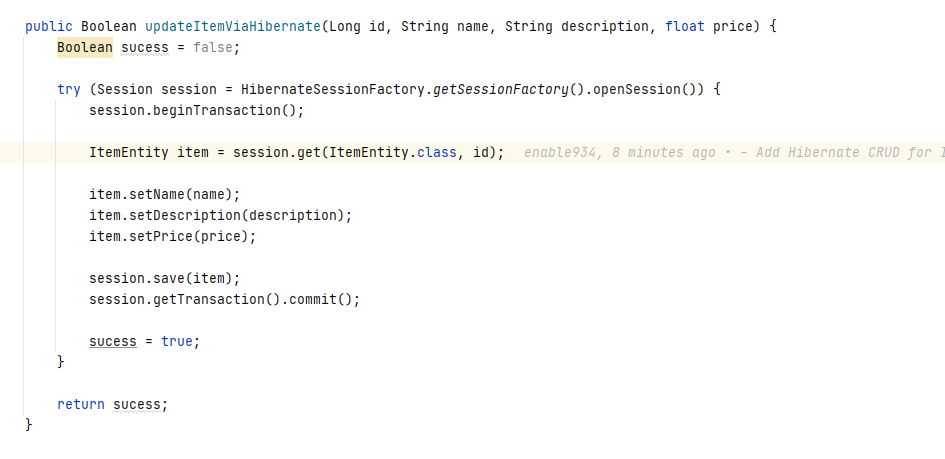 public Boolean updateItemViaHibernate(Long id, String name, String description, float price) {
Boolean sucess = false;
try (Session session = HibernateSessionFactory.getSessionFactory().openSession()) {
session.beginTransaction();
ItemEntity item = session.get(ItemEntity.class, id); enable934, 8 minutes ago • – Add Hibernate CRUD for
item.setName(name);
item.setDescription(description);
item.setPrice(price);
session.save(item);
session.getTransaction().commit();
sucess = true;
}
return sucess;
}